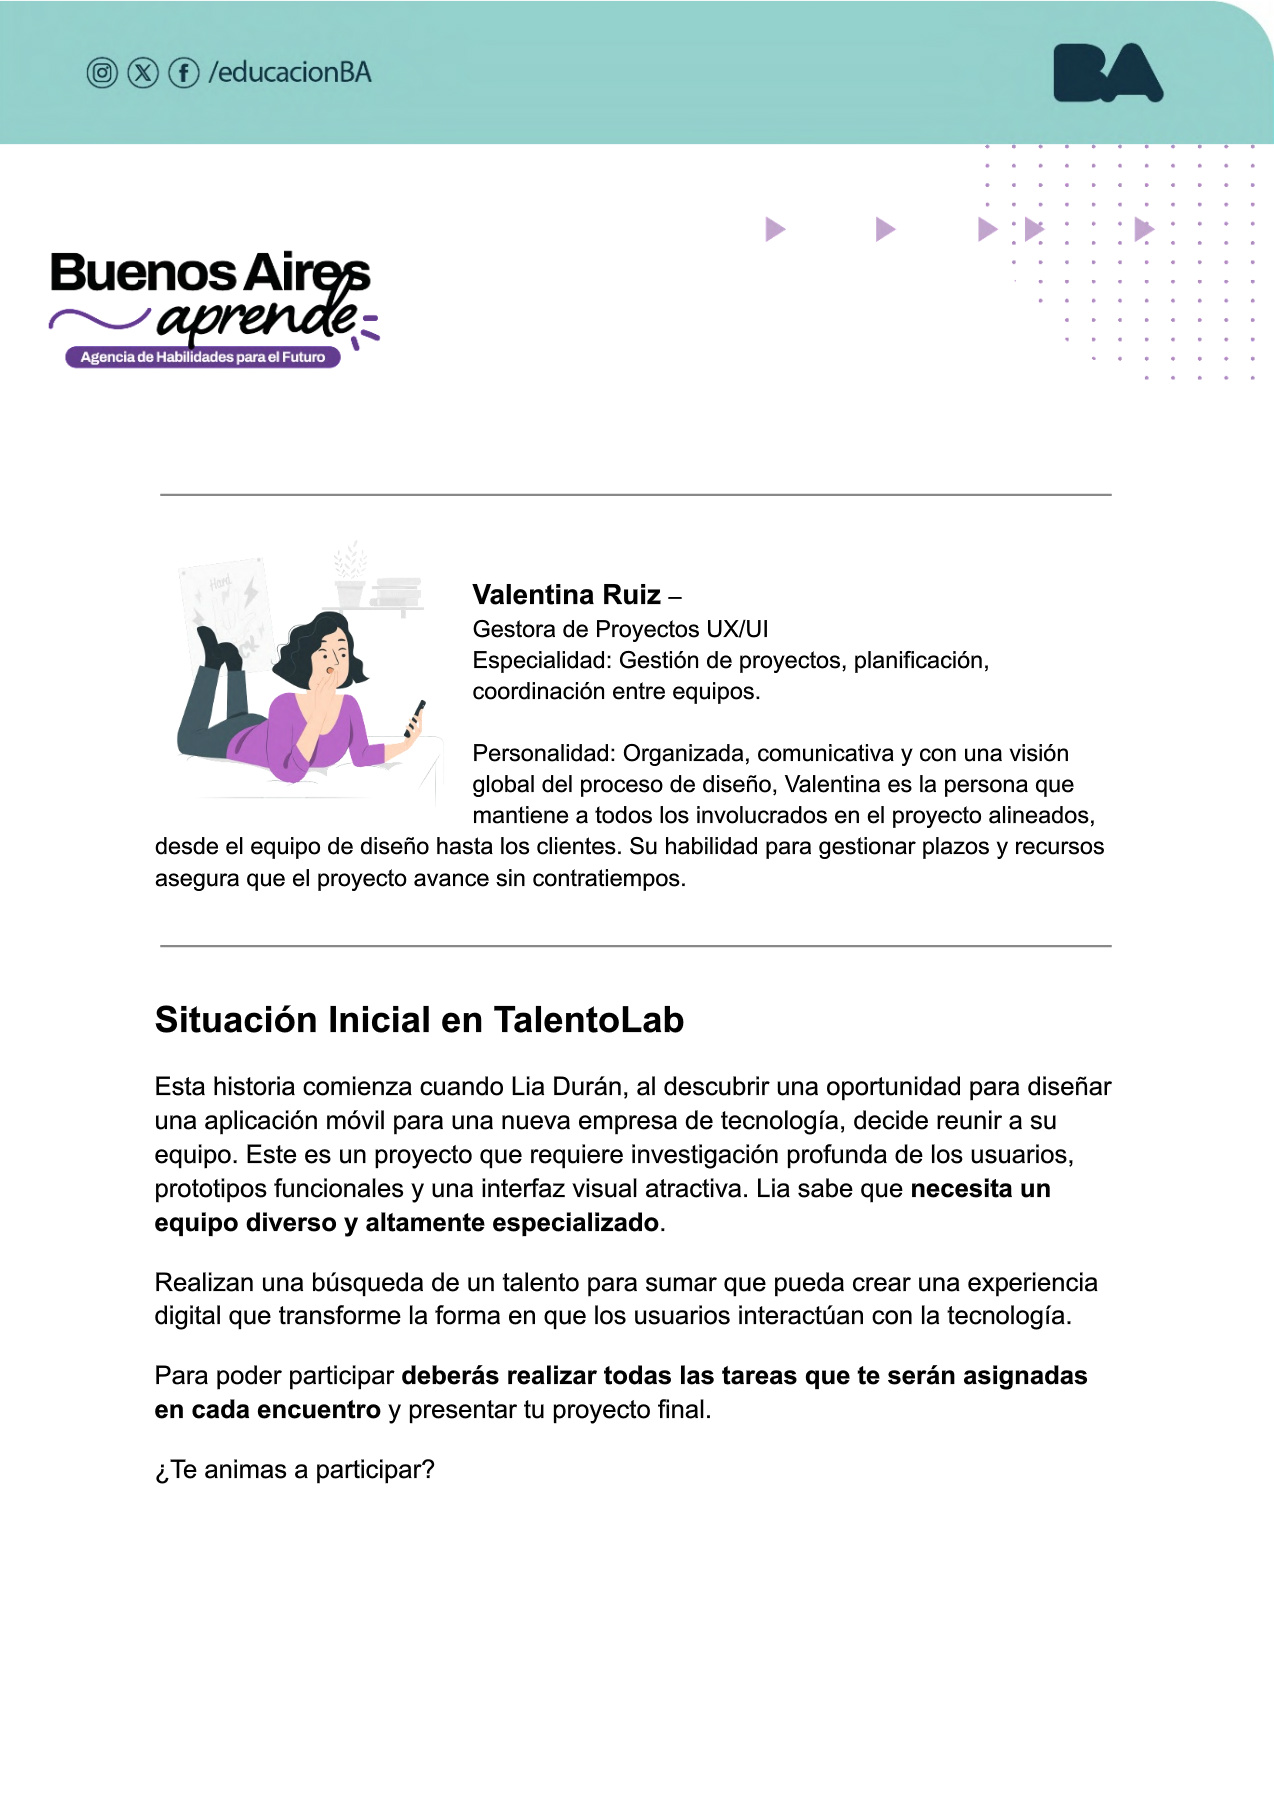 /educacionBA
BA
Buenos Aires
aprende
Agencia de Habilidades para el Futuro
Hard
Valentina Ruiz –
Gestora de Proyectos UX/UI
Especialidad: Gestión de proyectos, planificación,
coordinación entre equipos.
Personalidad: Organizada, comunicativa y con una visión
global del proceso de diseño, Valentina es la persona que
mantiene a todos los involucrados en el proyecto alineados,
desde el equipo de diseño hasta los clientes. Su habilidad para gestionar plazos y recursos
asegura que el proyecto avance sin contratiempos.
Situación Inicial en TalentoLab
Esta historia comienza cuando Lia Durán, al descubrir una oportunidad para diseñar
una aplicación móvil para una nueva empresa de tecnología, decide reunir a su
equipo. Este es un proyecto que requiere investigación profunda de los usuarios,
prototipos funcionales y una interfaz visual atractiva. Lia sabe que necesita un
equipo diverso y altamente especializado.
Realizan una búsqueda de un talento para sumar que pueda crear una experiencia
digital que transforme la forma en que los usuarios interactúan con la tecnología.
Para poder participar deberás realizar todas las tareas que te serán asignadas
en cada encuentro y presentar tu proyecto final.
¿Te animas a participar?